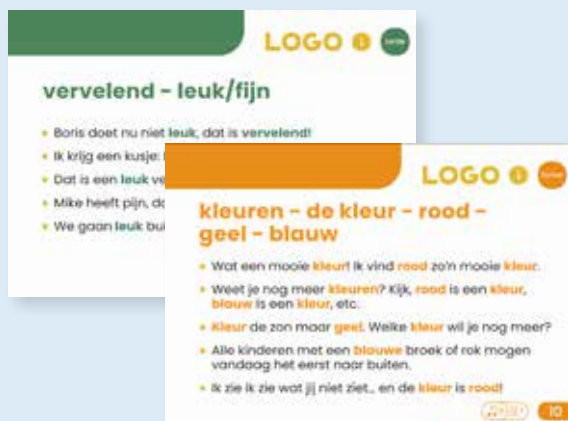 LOGO
vervelend - leuk/fijn
• Boris doet nu niet leuk, dat is vervelend!
• Ik krijg een kusje:
• Dat is een leuk
• Mike heeft pijn,
• We gaan leuk
LOGO
kleuren - de kleur - rood -
geel - blauw
• Wat een mooie kleur! Ik vind rood zo'n mooie kleur.
• Weet je nog meer kleuren? Kijk, rood is een kleur,
blauw is een kleur, etc.
• Kleur de zon maar geel. Welke kleur wil je nog meer?
• Alle kinderen met een blauwe broek of rok mogen
vandaag het eerst naar buiten.
• Ik zie ik zie wat jij niet ziet... en de kleur is rood!
10